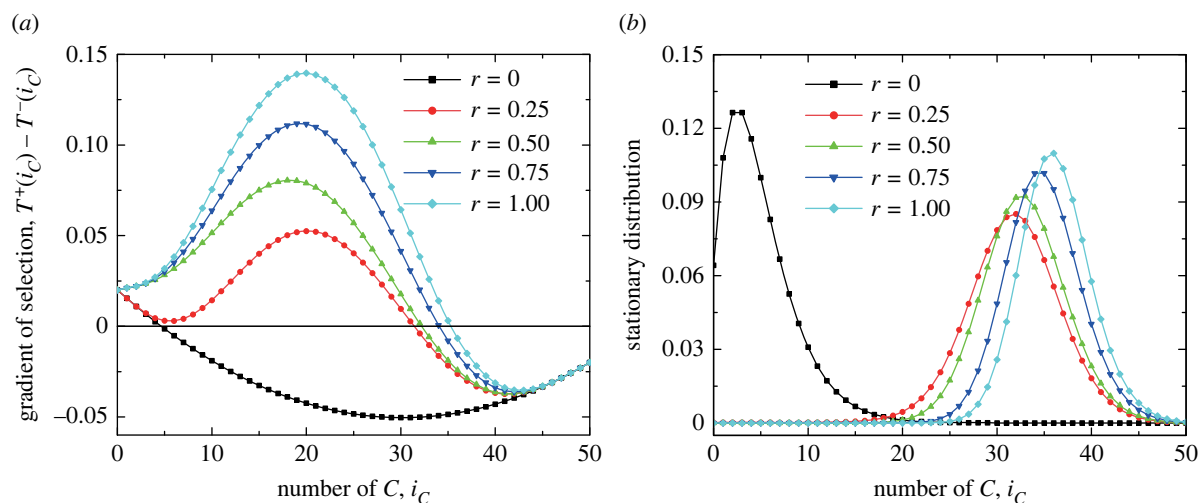 (a)
gradient of selection, T⁺(i_C) – T⁻(i_C)
0.15
0.10
0.05
0
–0.05
r = 0
r = 0.25
r = 0.50
r = 0.75
r = 1.00
0 10 20 30 40 50
number of C, i_C
(b)
stationary distribution
0.15
0.12
0.09
0.06
0.03
0
r = 0
r = 0.25
r = 0.50
r = 0.75
r = 1.00
0 10 20 30 40 50
number of C, i_C